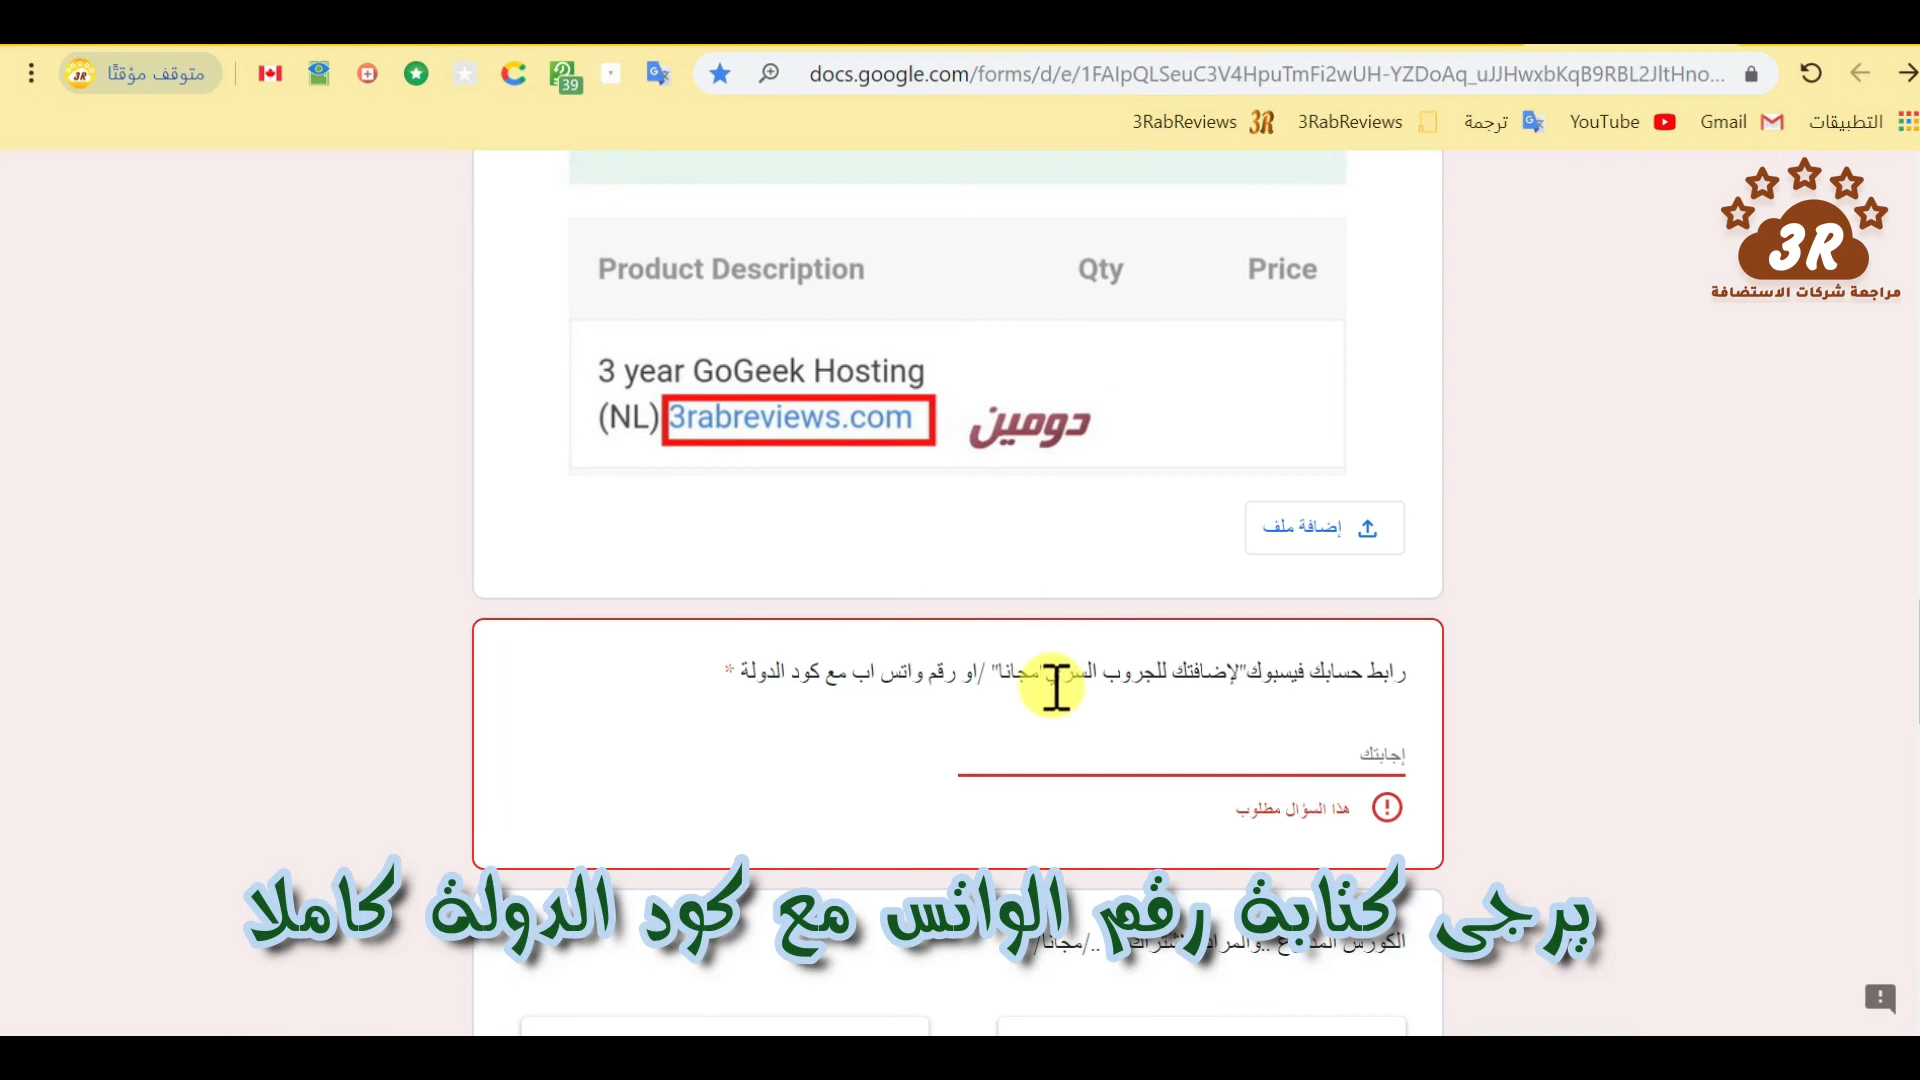 متوقف مؤقتًا
39
docs.google.com/forms/d/e/1FAIpQLSeuC3V4HpuTmFi2wUH-YZDoAq_uJJHwxbKqB9RBL2JltHno...
التطبيقات
Gmail
YouTube
ترجمة
3RabReviews
3RabReviews
3R
مراجعة شركات الاستضافة
Product Description Qty Price
3 year GoGeek Hosting
(NL) 3rabreviews.com دومين
إضافة ملف
رابط حسابك فيسبوك"لإضافتك للجروب السري"مجانا" /او رقم واتس اب مع كود الدولة *
إجابتك
هذا السؤال مطلوب
يرجى كتابة رقم الواتس مع كود الدولة كاملا